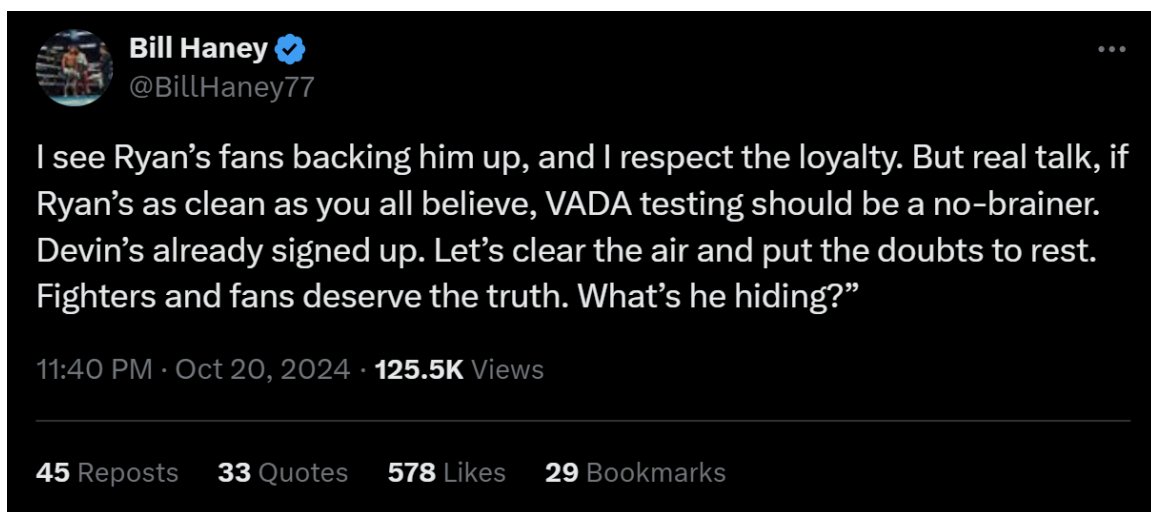 Bill Haney
@BillHaney77
I see Ryan’s fans backing him up, and I respect the loyalty. But real talk, if
Ryan’s as clean as you all believe, VADA testing should be a no-brainer.
Devin’s already signed up. Let’s clear the air and put the doubts to rest.
Fighters and fans deserve the truth. What’s he hiding?”
11:40 PM · Oct 20, 2024 · 125.5K Views
45 Reposts 33 Quotes 578 Likes 29 Bookmarks